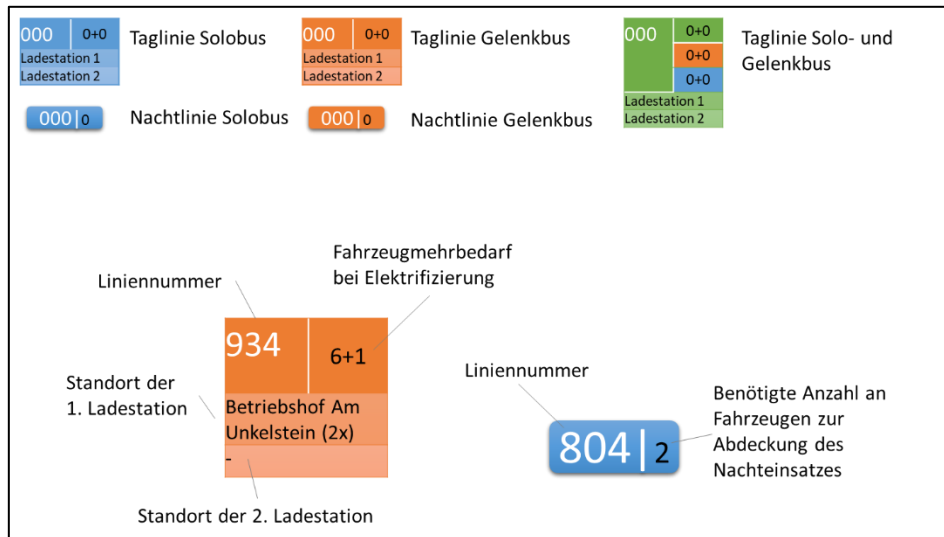 000 0+0
Ladestation 1
Ladestation 2
Taglinie Solobus
000 0+0
Ladestation 1
Ladestation 2
Taglinie Gelenkbus
000 0+0
0+0
0+0
Ladestation 1
Ladestation 2
Taglinie Solo- und
Gelenkbus
000|0
Nachtlinie Solobus
000|0
Nachtlinie Gelenkbus
Fahrzeugmehrbedarf
bei Elektrifizierung
Liniennummer
934 6+1
Betriebshof Am
Unkelstein (2x)
-
Standort der
1. Ladestation
Standort der 2. Ladestation
Liniennummer
804|2
Benötigte Anzahl an
Fahrzeugen zur
Abdeckung des
Nachteinsatzes